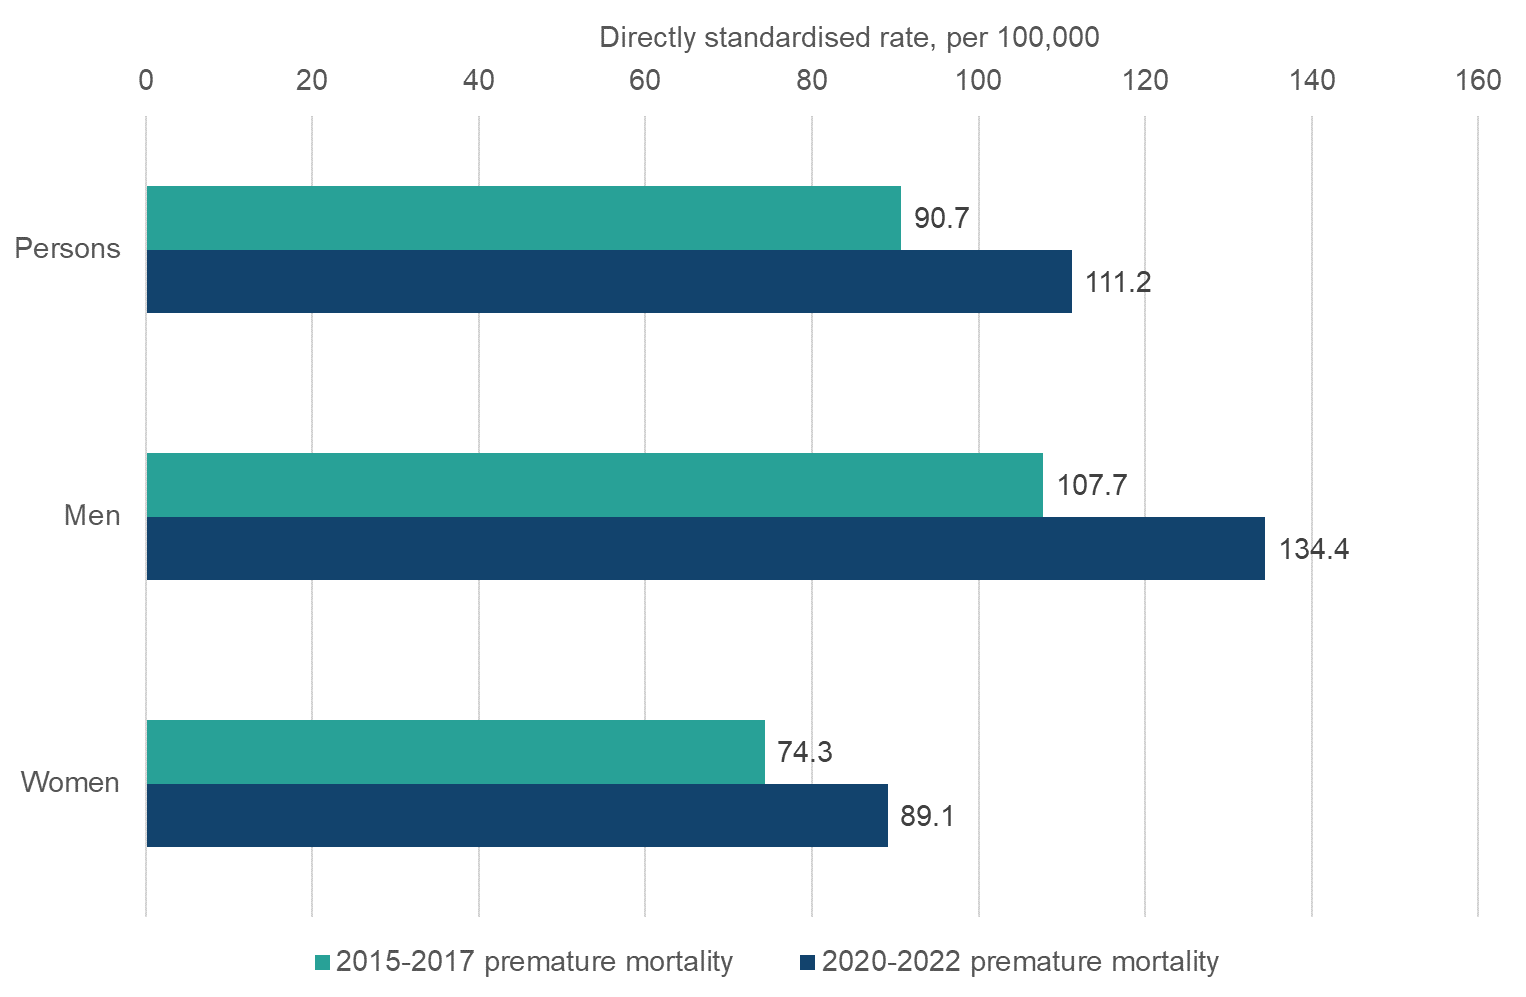 Directly standardised rate, per 100,000
0 20 40 60 80 100 120 140 160
Persons
90.7
111.2
Men
107.7
134.4
Women
74.3
89.1
2015-2017 premature mortality 2020-2022 premature mortality